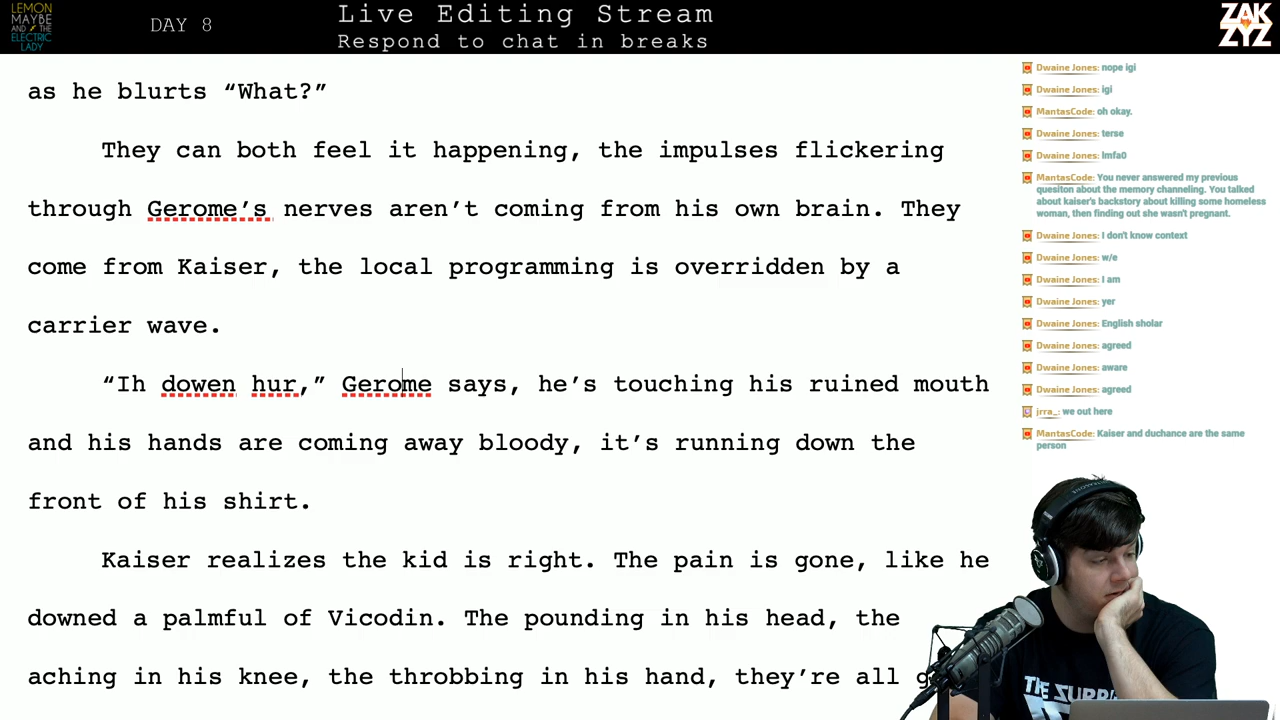 LEMON
MAYBE
AND THE
ELECTRIC
LADY
DAY 8
Live Editing Stream
Respond to chat in breaks
ZAK
ZYZ
as he blurts “What?”
They can both feel it happening, the impulses flickering
through Gerome’s nerves aren’t coming from his own brain. They
come from Kaiser, the local programming is overridden by a
carrier wave.
“Ih dowen hur,” Gerome says, he’s touching his ruined mouth
and his hands are coming away bloody, it’s running down the
front of his shirt.
Kaiser realizes the kid is right. The pain is gone, like he
downed a palmful of Vicodin. The pounding in his head, the
aching in his knee, the throbbing in his hand, they’re all
Dwaine Jones: nope igi
Dwaine Jones: igi
MantasCode: oh okay.
Dwaine Jones: terse
Dwaine Jones: lmfa0
MantasCode: You never answered my previous
quesiton about the memory channeling. You talked
about kaiser's backstory about killing some homeless
woman, then finding out she wasn't pregnant.
Dwaine Jones: I don't know context
Dwaine Jones: w/e
Dwaine Jones: I am
Dwaine Jones: yer
Dwaine Jones: English sholar
Dwaine Jones: agreed
Dwaine Jones: aware
Dwaine Jones: agreed
jrra_: we out here
MantasCode: Kaiser and duchance are the same
person
THE